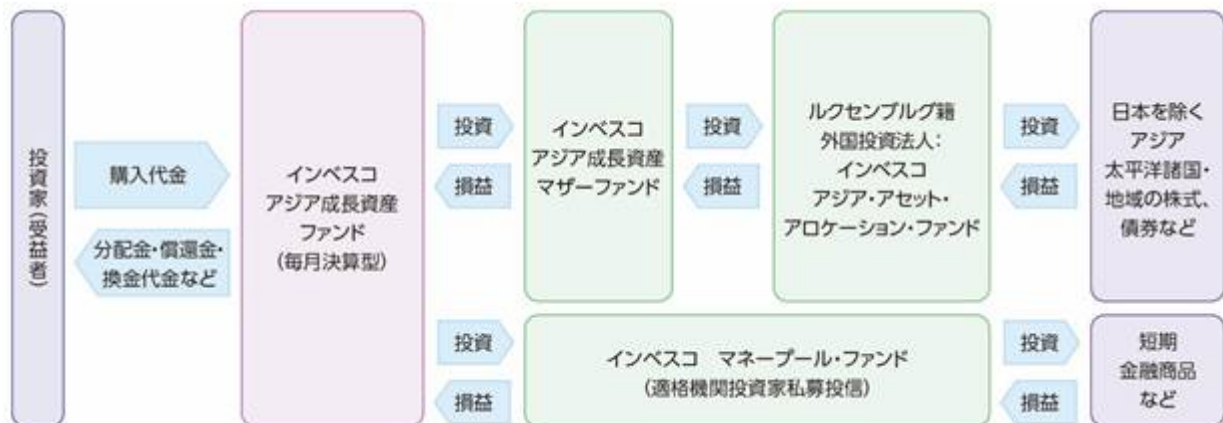 投資家(受益者)
購入代金
分配金・償還金・
換金代金など
インベスコ
アジア成長資産
ファンド
(毎月決算型)
投資
損益
インベスコ
アジア成長資産
マザーファンド
投資
損益
ルクセンブルグ籍
外国投資法人:
インベスコ
アジア・アセット・
アロケーション・ファンド
投資
損益
日本を除く
アジア
太平洋諸国・
地域の株式、
債券など
投資
損益
インベスコ　マネープール・ファンド
(適格機関投資家私募投信)
投資
損益
短期
金融商品
など